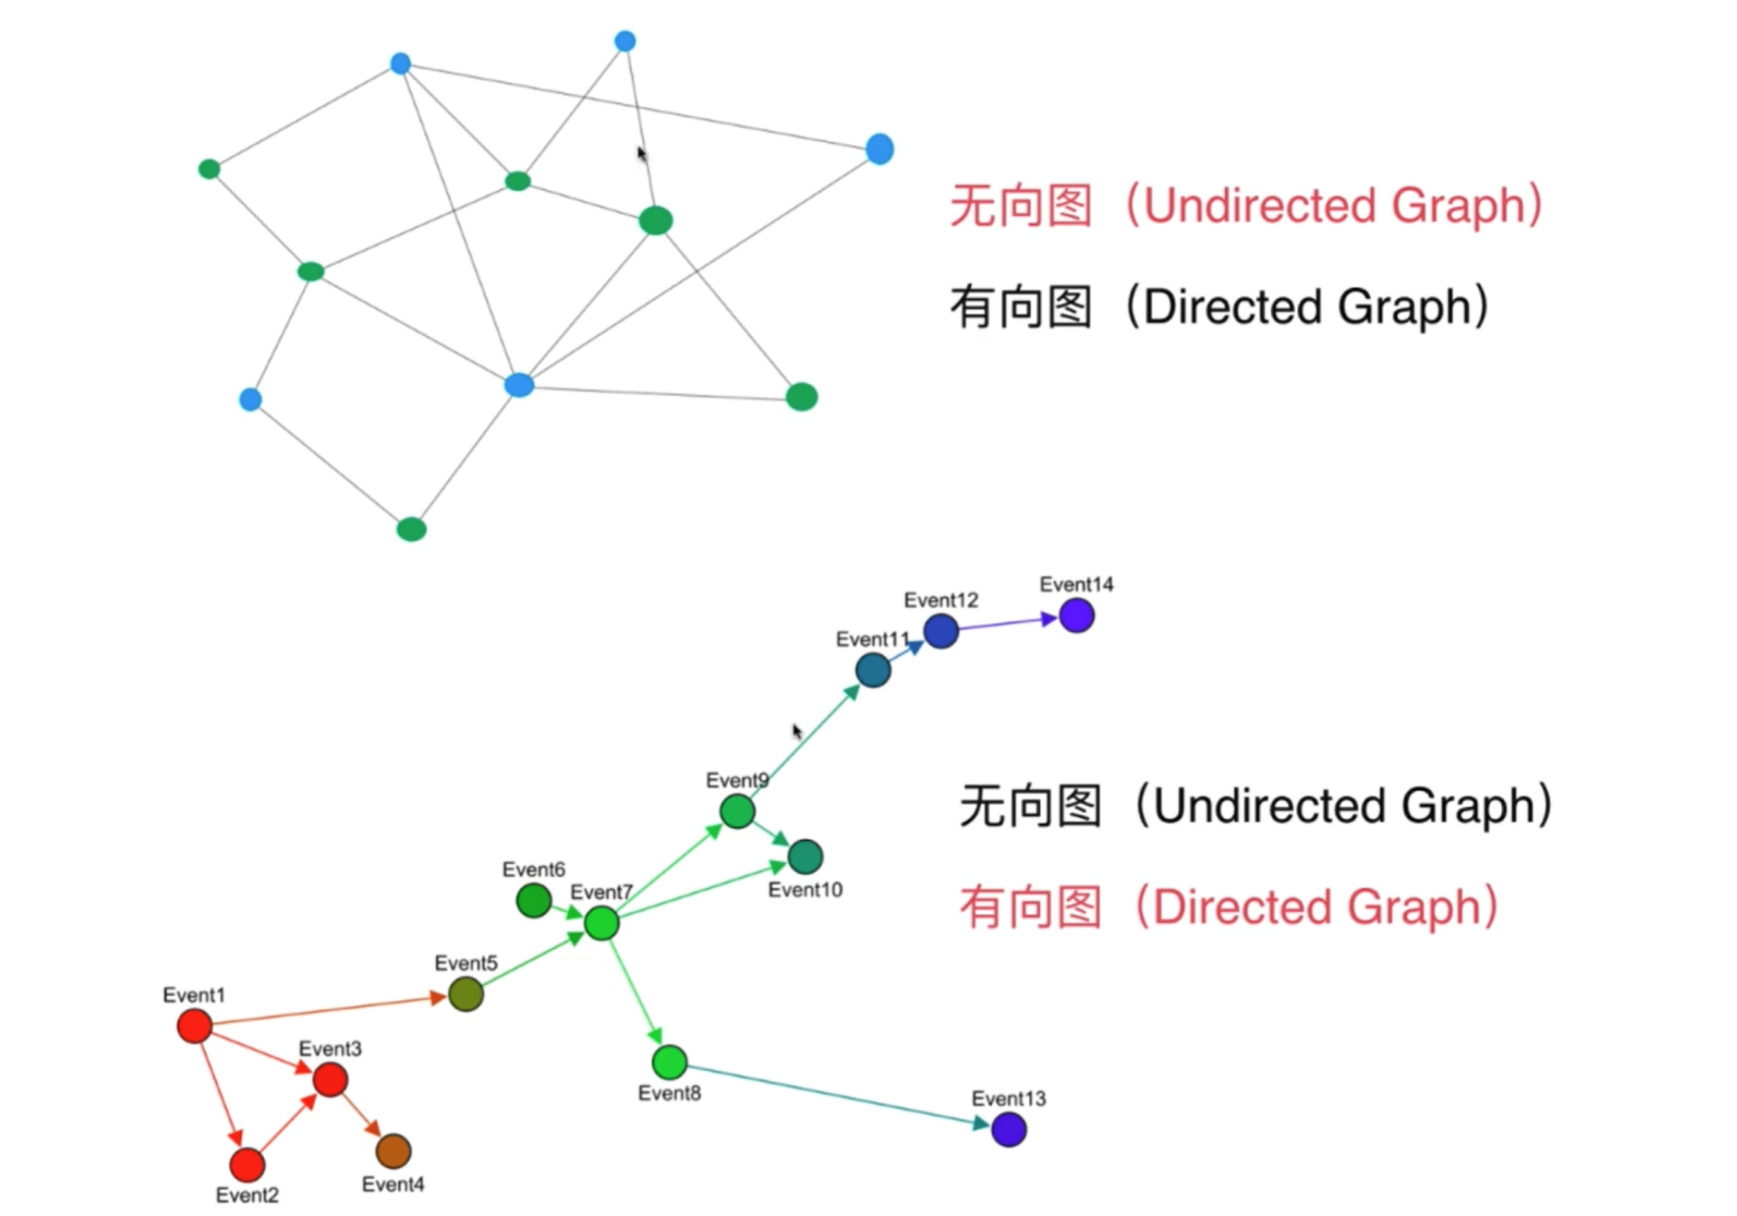 无向图（Undirected Graph）
有向图（Directed Graph）
Event14
Event12
Event11
Event9
Event10
Event6
Event7
Event5
Event1
Event3
Event8
Event13
Event4
Event2
无向图（Undirected Graph）
有向图（Directed Graph）